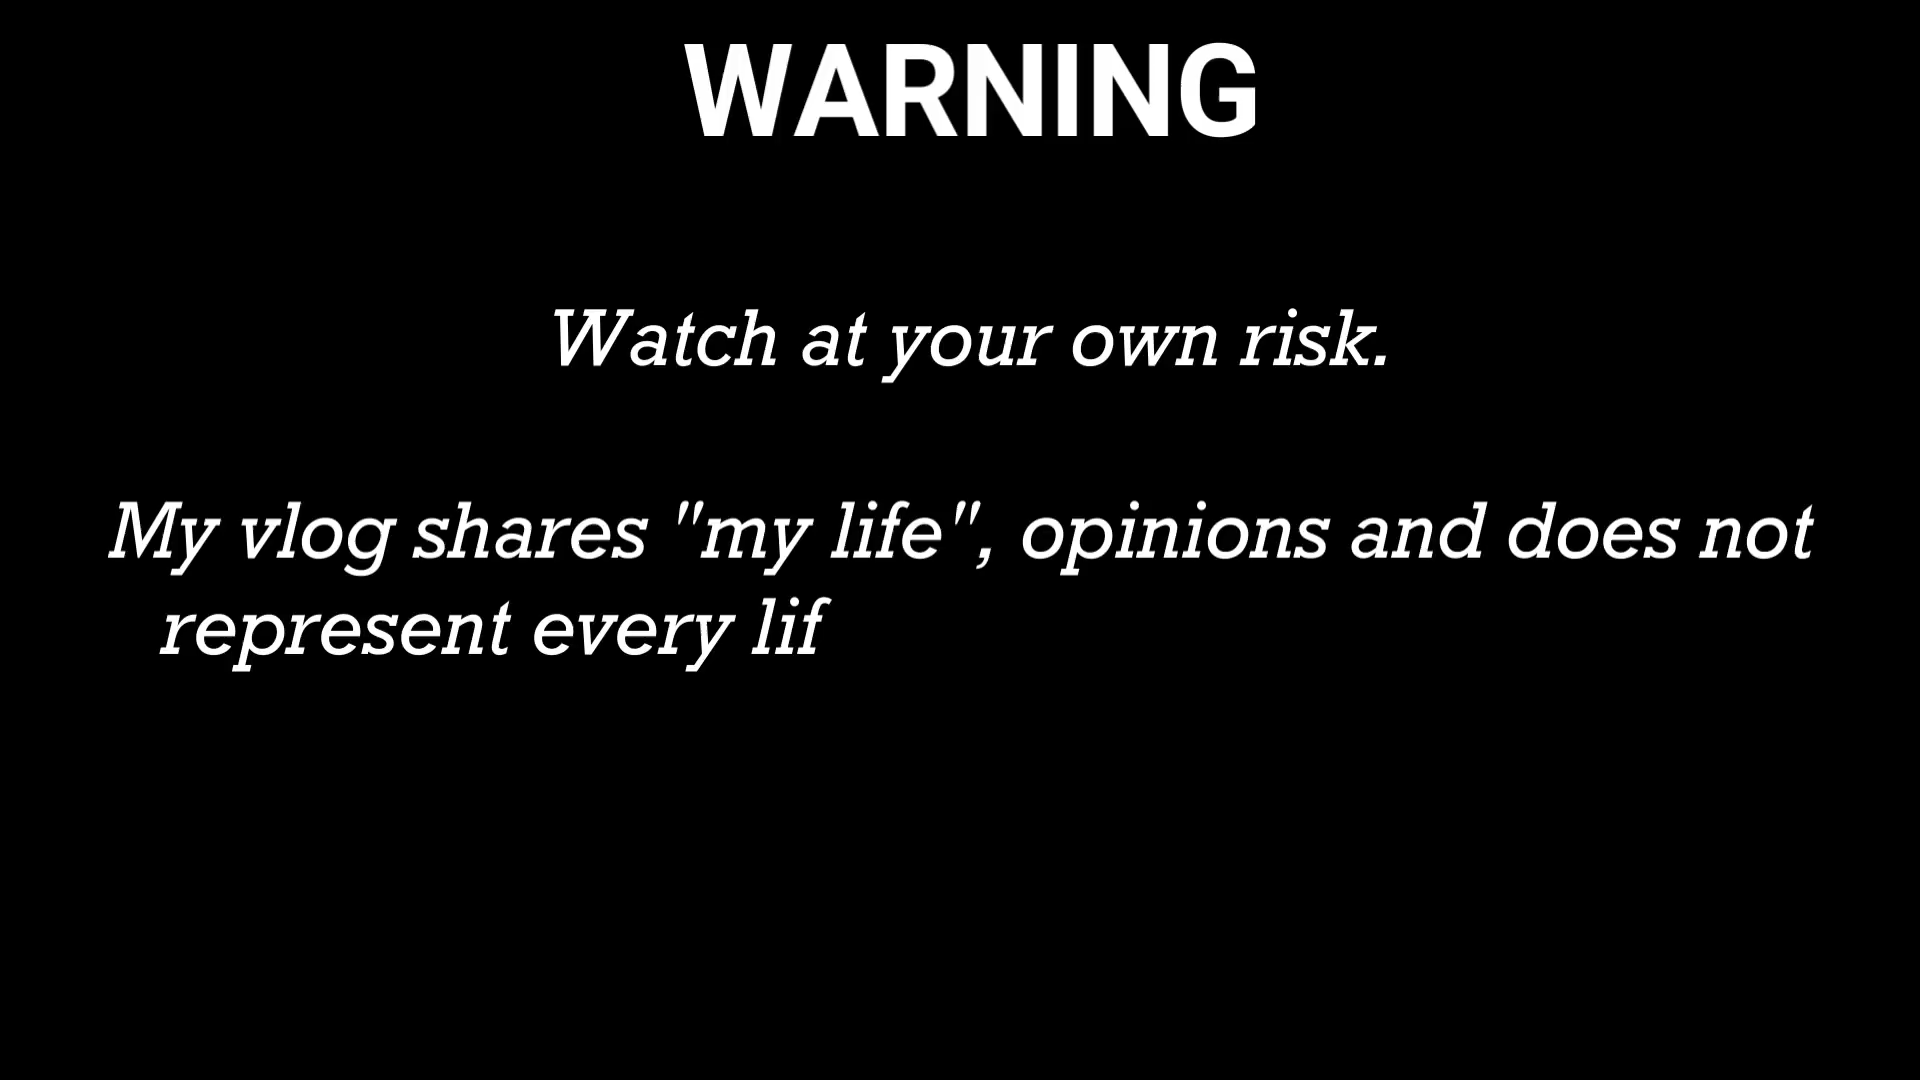 WARNING
Watch at your own risk.
My vlog shares "my life", opinions and does not
represent every lif